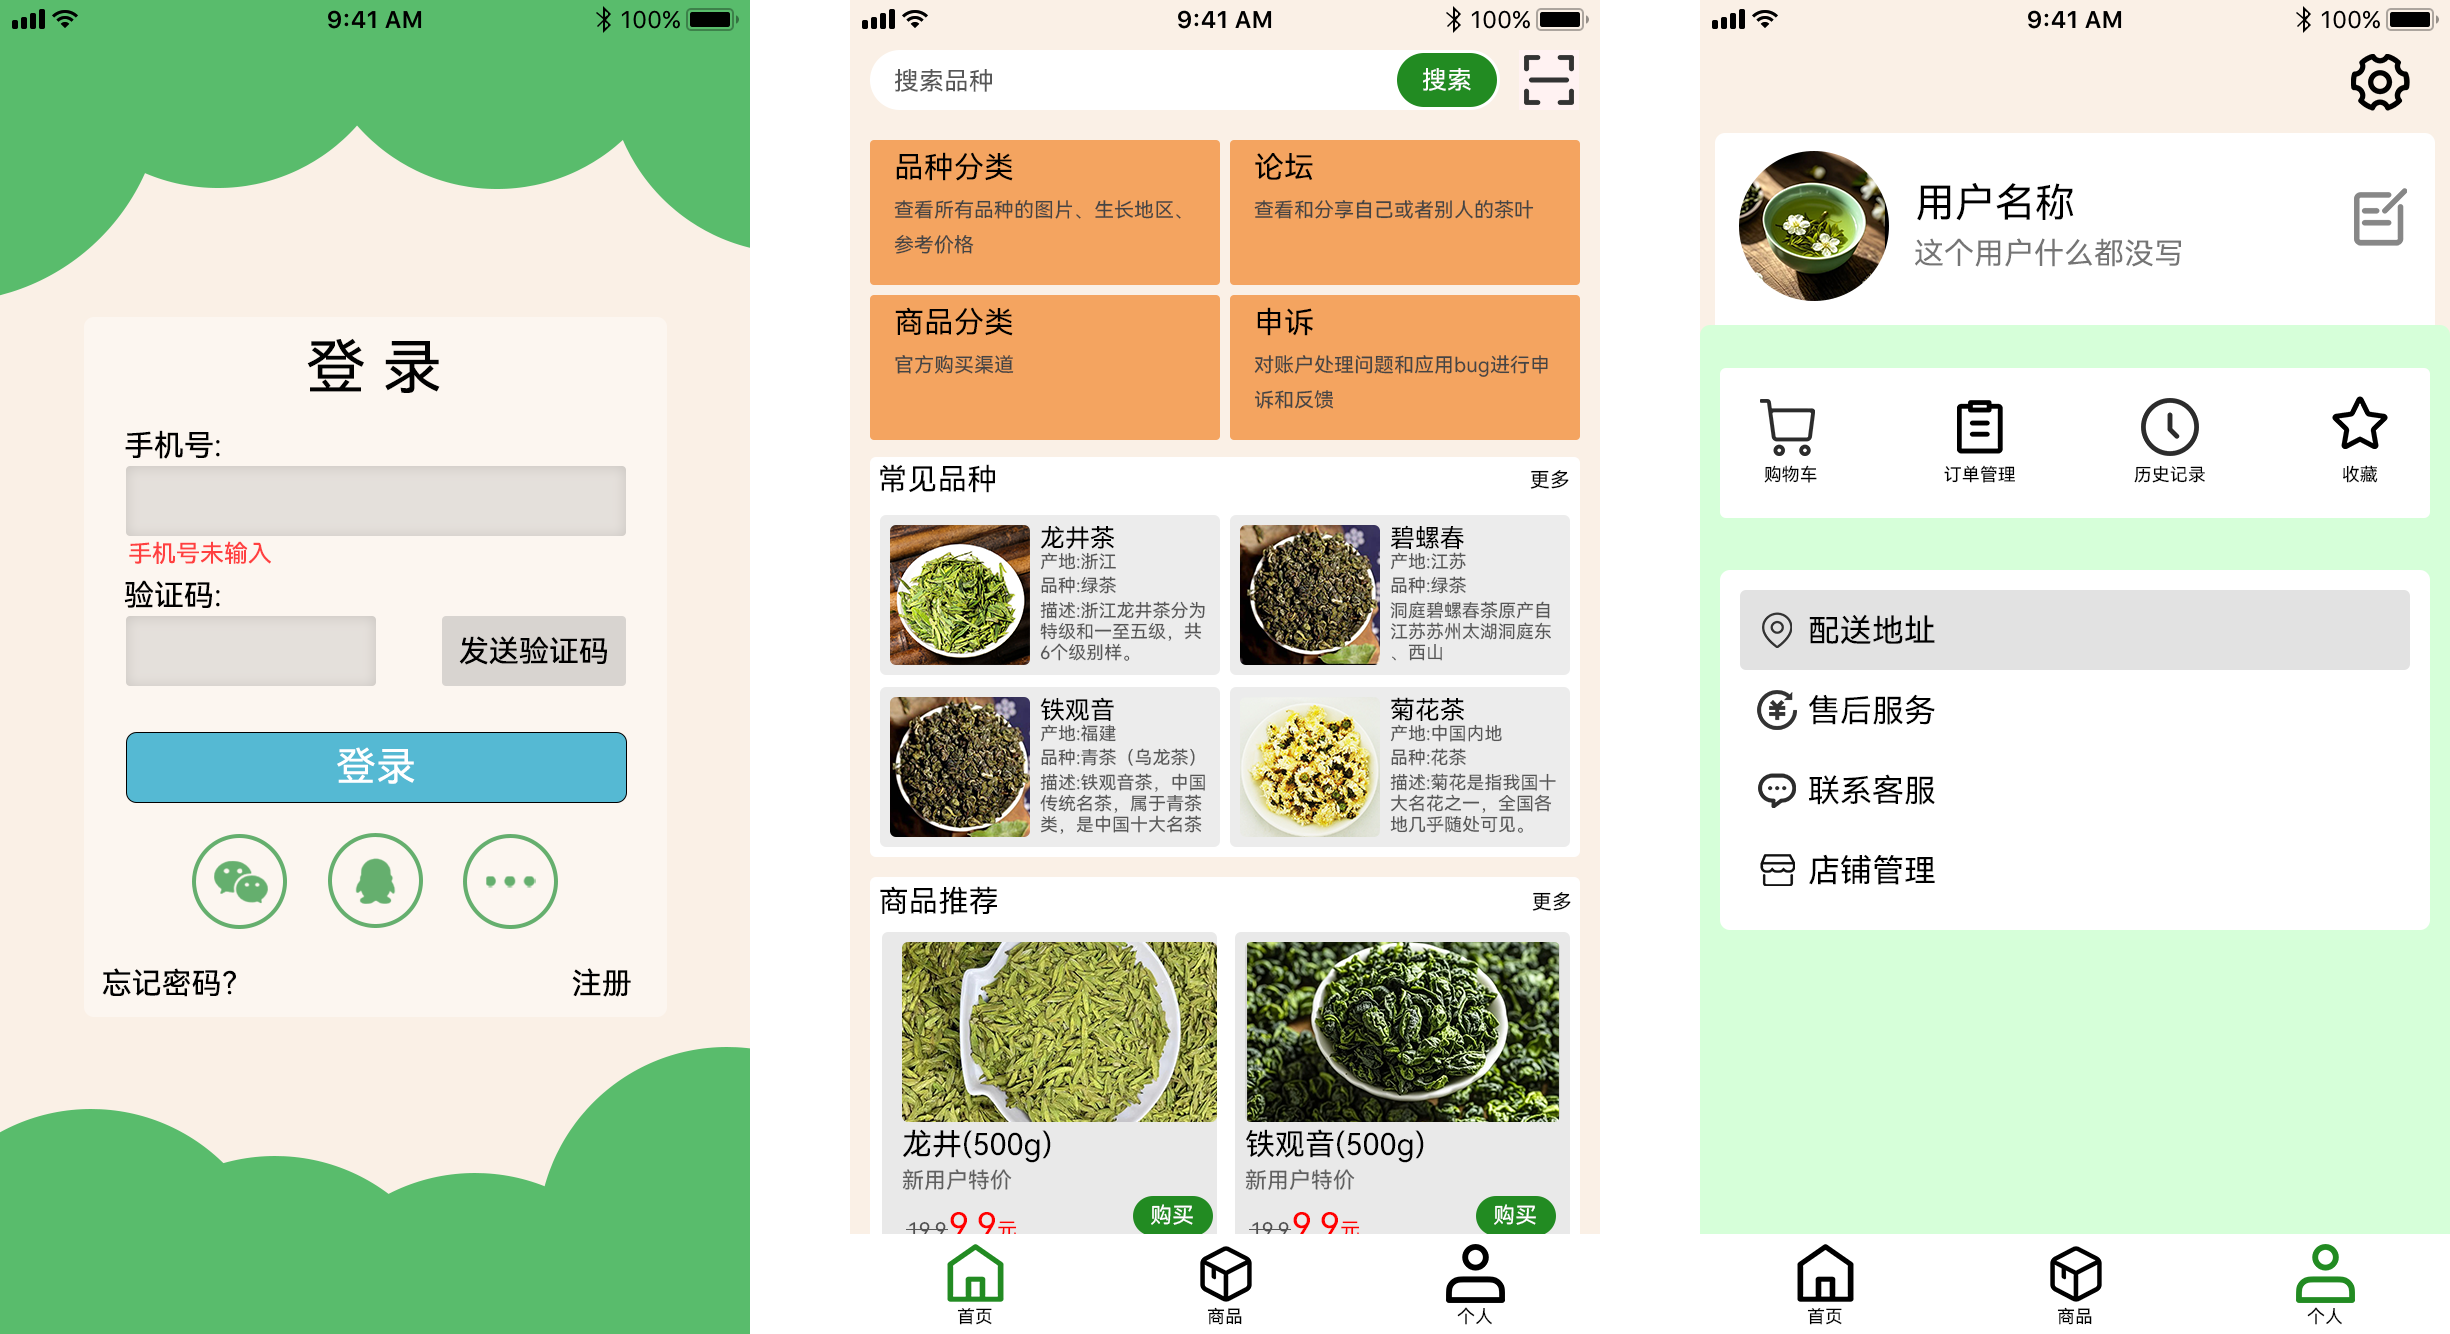 9:41 AM
100%
登 录
手机号:
手机号未输入
验证码:
发送验证码
登录
忘记密码?
注册
9:41 AM
100%
搜索品种
搜索
品种分类
查看所有品种的图片、生长地区、
参考价格
论坛
查看和分享自己或者别人的茶叶
商品分类
官方购买渠道
申诉
对账户处理问题和应用bug进行申
诉和反馈
常见品种
更多
龙井茶
产地:浙江
品种:绿茶
描述:浙江龙井茶分为
特级和一至五级，共
6个级别样。
碧螺春
产地:江苏
品种:绿茶
洞庭碧螺春茶原产自
江苏苏州太湖洞庭东
、西山
铁观音
产地:福建
品种:青茶（乌龙茶）
描述:铁观音茶，中国
传统名茶，属于青茶
类，是中国十大名茶
菊花茶
产地:中国内地
品种:花茶
描述:菊花是指我国十
大名花之一，全国各
地几乎随处可见。
商品推荐
更多
龙井(500g)
新用户特价
19.9 9.9元
购买
铁观音(500g)
新用户特价
19.9 9.9元
购买
首页
商品
个人
9:41 AM
100%
用户名称
这个用户什么都没写
购物车
订单管理
历史记录
收藏
配送地址
售后服务
联系客服
店铺管理
首页
商品
个人